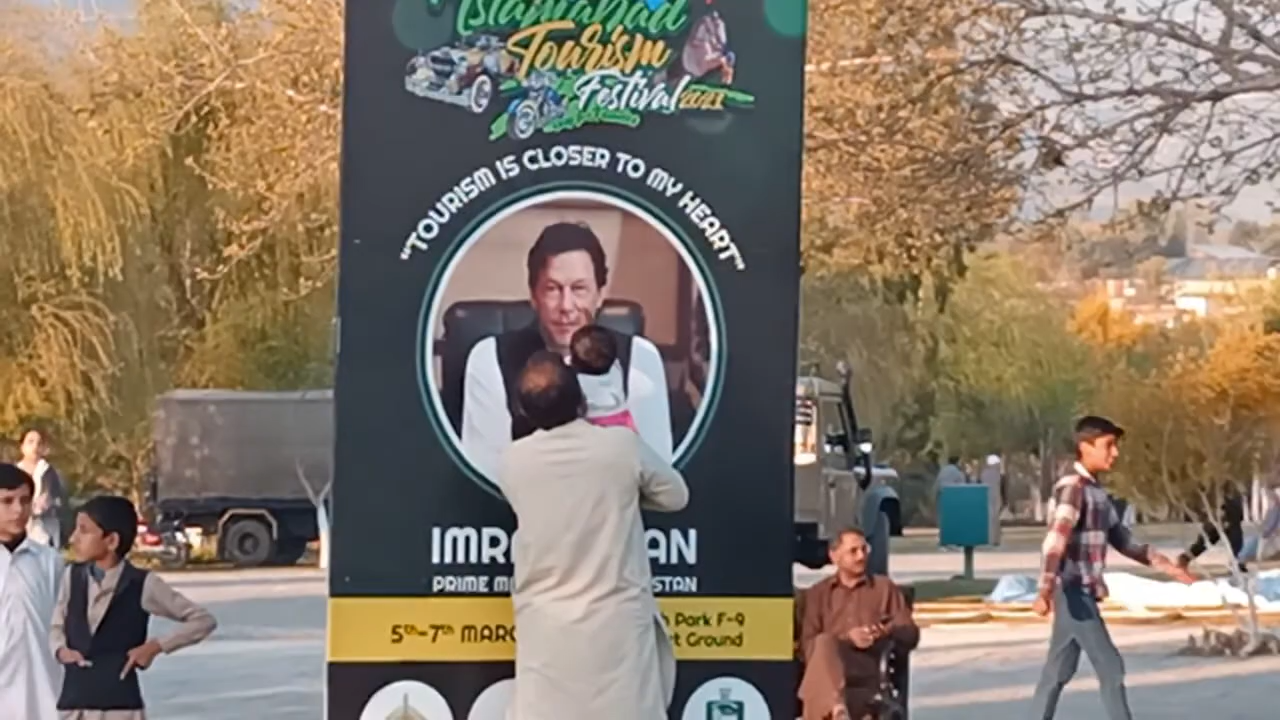 Islamabad
Tourism
Festival 2021
"TOURISM IS CLOSER TO MY HEART"
IMR AN
PRIME M STAN
5th-7th MARC Park F-9
Ground